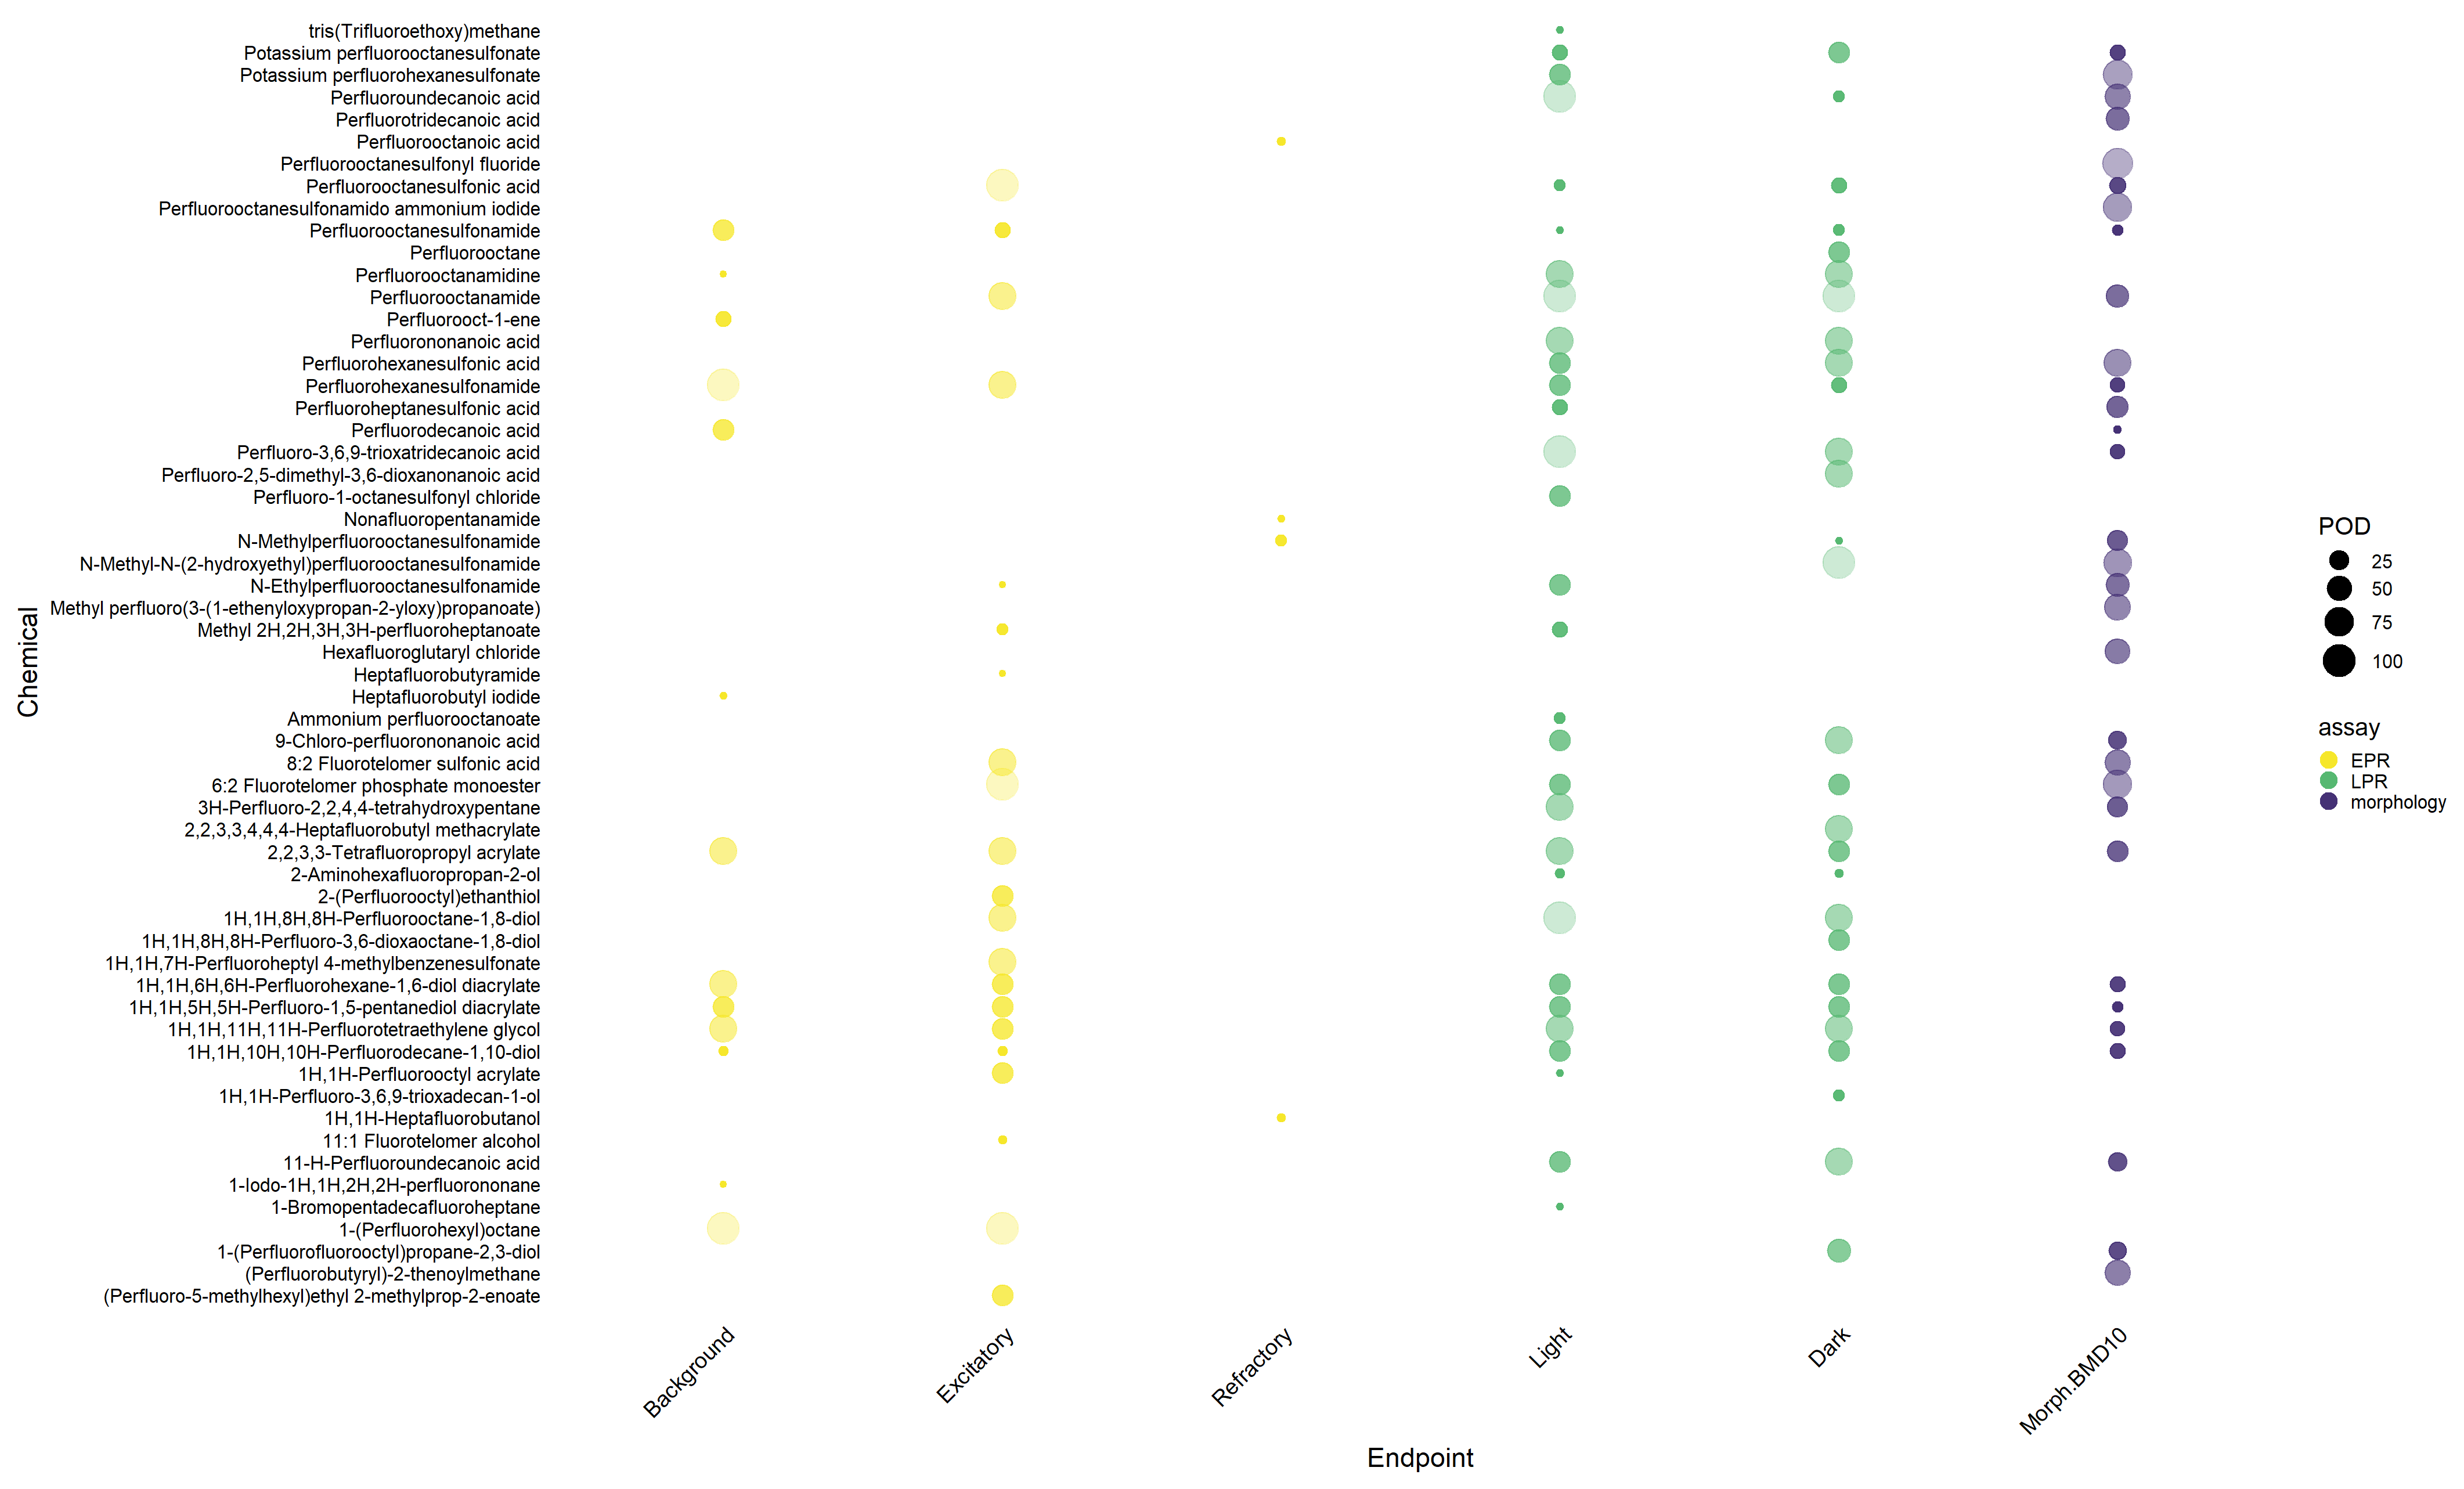 tris(Trifluoroethoxy)methane
Potassium perfluorooctanesulfonate
Potassium perfluorohexanesulfonate
Perfluoroundecanoic acid
Perfluorotridecanoic acid
Perfluorooctanoic acid
Perfluorooctanesulfonyl fluoride
Perfluorooctanesulfonic acid
Perfluorooctanesulfonamido ammonium iodide
Perfluorooctanesulfonamide
Perfluorooctane
Perfluorooctanamidine
Perfluorooctanamide
Perfluorooct-1-ene
Perfluorononanoic acid
Perfluorohexanesulfonic acid
Perfluorohexanesulfonamide
Perfluoroheptanesulfonic acid
Perfluorodecanoic acid
Perfluoro-3,6,9-trioxatridecanoic acid
Perfluoro-2,5-dimethyl-3,6-dioxanonanoic acid
Perfluoro-1-octanesulfonyl chloride
Nonafluoropentanamide
N-Methylperfluorooctanesulfonamide
N-Methyl-N-(2-hydroxyethyl)perfluorooctanesulfonamide
N-Ethylperfluorooctanesulfonamide
Methyl perfluoro(3-(1-ethenyloxypropan-2-yloxy)propanoate)
Methyl 2H,2H,3H,3H-perfluoroheptanoate
Hexafluoroglutaryl chloride
Heptafluorobutyramide
Heptafluorobutyl iodide
Ammonium perfluorooctanoate
9-Chloro-perfluorononanoic acid
8:2 Fluorotelomer sulfonic acid
6:2 Fluorotelomer phosphate monoester
3H-Perfluoro-2,2,4,4-tetrahydroxypentane
2,2,3,3,4,4,4-Heptafluorobutyl methacrylate
2,2,3,3-Tetrafluoropropyl acrylate
2-Aminohexafluoropropan-2-ol
2-(Perfluorooctyl)ethanthiol
1H,1H,8H,8H-Perfluorooctane-1,8-diol
1H,1H,8H,8H-Perfluoro-3,6-dioxaoctane-1,8-diol
1H,1H,7H-Perfluoroheptyl 4-methylbenzenesulfonate
1H,1H,6H,6H-Perfluorohexane-1,6-diol diacrylate
1H,1H,5H,5H-Perfluoro-1,5-pentanediol diacrylate
1H,1H,11H,11H-Perfluorotetraethylene glycol
1H,1H,10H,10H-Perfluorodecane-1,10-diol
1H,1H-Perfluorooctyl acrylate
1H,1H-Perfluoro-3,6,9-trioxadecan-1-ol
1H,1H-Heptafluorobutanol
11:1 Fluorotelomer alcohol
11-H-Perfluoroundecanoic acid
1-Iodo-1H,1H,2H,2H-perfluorononane
1-Bromopentadecafluoroheptane
1-(Perfluorohexyl)octane
1-(Perfluorofluorooctyl)propane-2,3-diol
(Perfluorobutyryl)-2-thenoylmethane
(Perfluoro-5-methylhexyl)ethyl 2-methylprop-2-enoate
Chemical
Background
Excitatory
Refractory
Light
Dark
Morph.BMD10
Endpoint
POD
25
50
75
100
assay
EPR
LPR
morphology